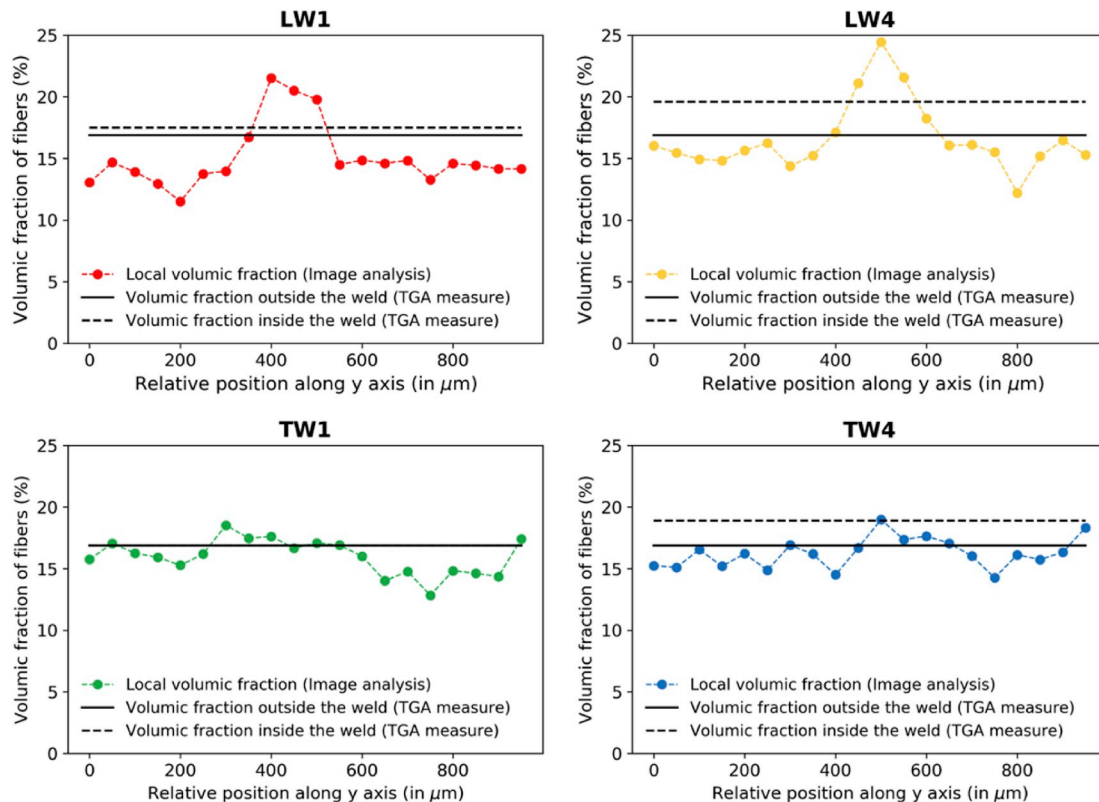 LW1
Volumic fraction of fibers (%)
25
20
15
10
5
0
Local volumic fraction (Image analysis)
Volumic fraction outside the weld (TGA measure)
Volumic fraction inside the weld (TGA measure)
0 200 400 600 800
Relative position along y axis (in μm)
LW4
Volumic fraction of fibers (%)
25
20
15
10
5
0
Local volumic fraction (Image analysis)
Volumic fraction outside the weld (TGA measure)
Volumic fraction inside the weld (TGA measure)
0 200 400 600 800
Relative position along y axis (in μm)
TW1
Volumic fraction of fibers (%)
25
20
15
10
5
0
Local volumic fraction (Image analysis)
Volumic fraction outside the weld (TGA measure)
Volumic fraction inside the weld (TGA measure)
0 200 400 600 800
Relative position along y axis (in μm)
TW4
Volumic fraction of fibers (%)
25
20
15
10
5
0
Local volumic fraction (Image analysis)
Volumic fraction outside the weld (TGA measure)
Volumic fraction inside the weld (TGA measure)
0 200 400 600 800
Relative position along y axis (in μm)